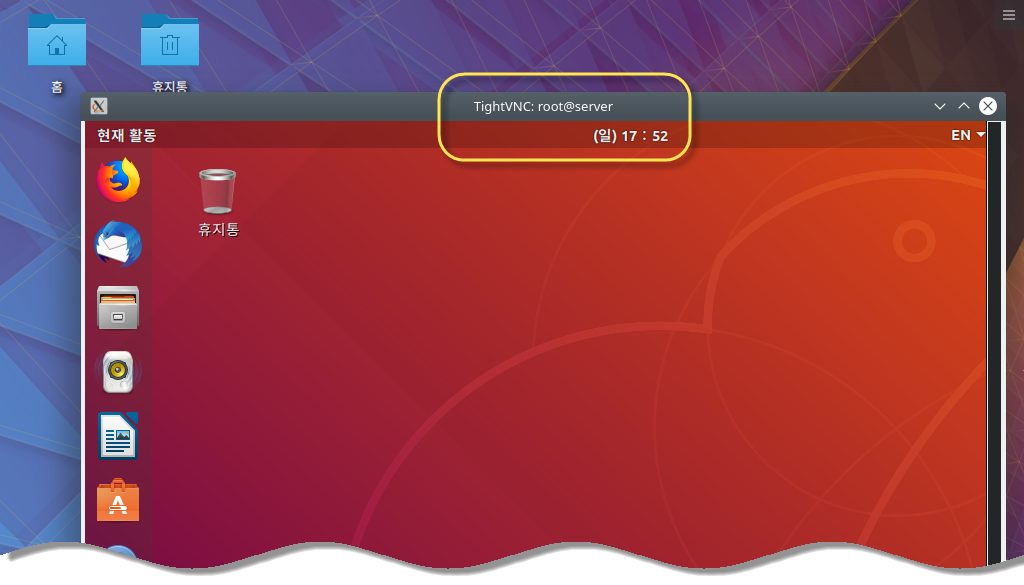 홈
휴지통
TightVNC: root@server
현재 활동
(일) 17 : 52
EN
휴지통